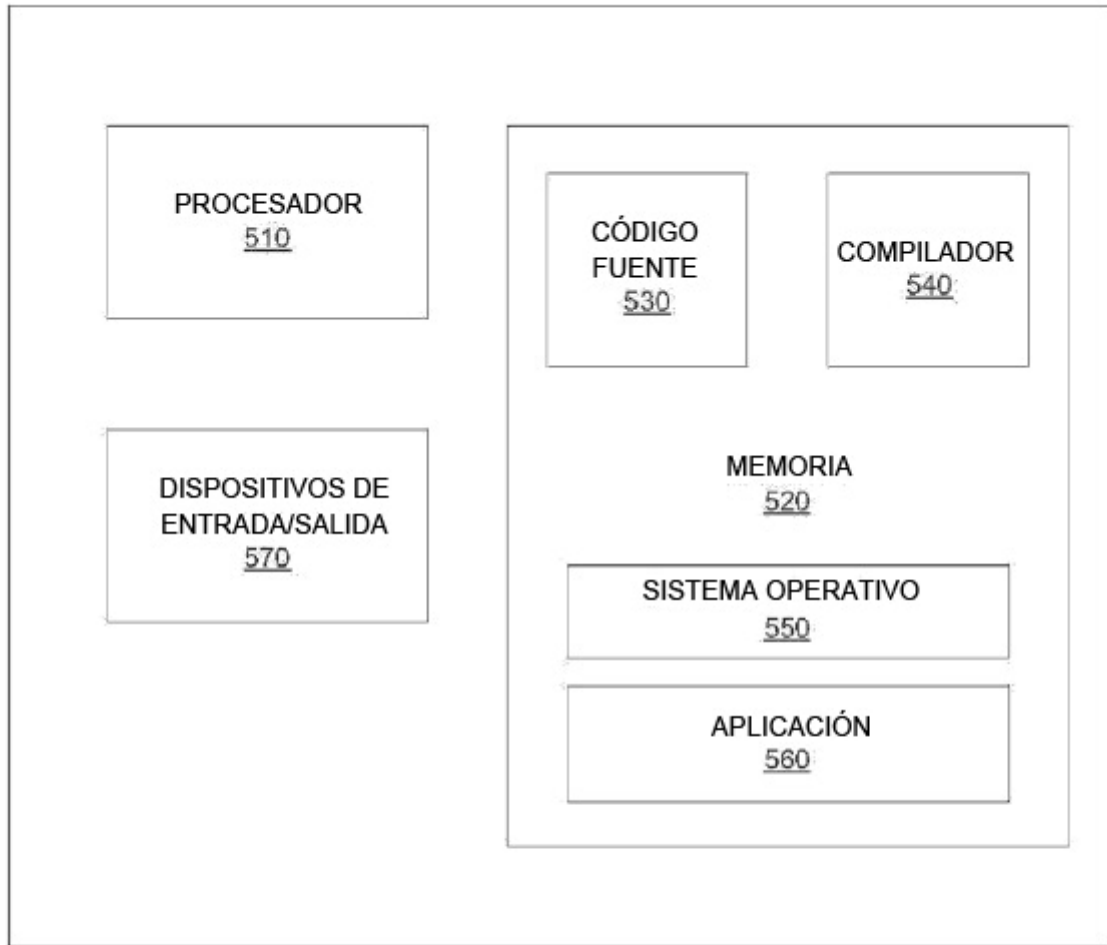 PROCESADOR
510
DISPOSITIVOS DE
ENTRADA/SALIDA
570
CÓDIGO
FUENTE
530
COMPILADOR
540
MEMORIA
520
SISTEMA OPERATIVO
550
APLICACIÓN
560